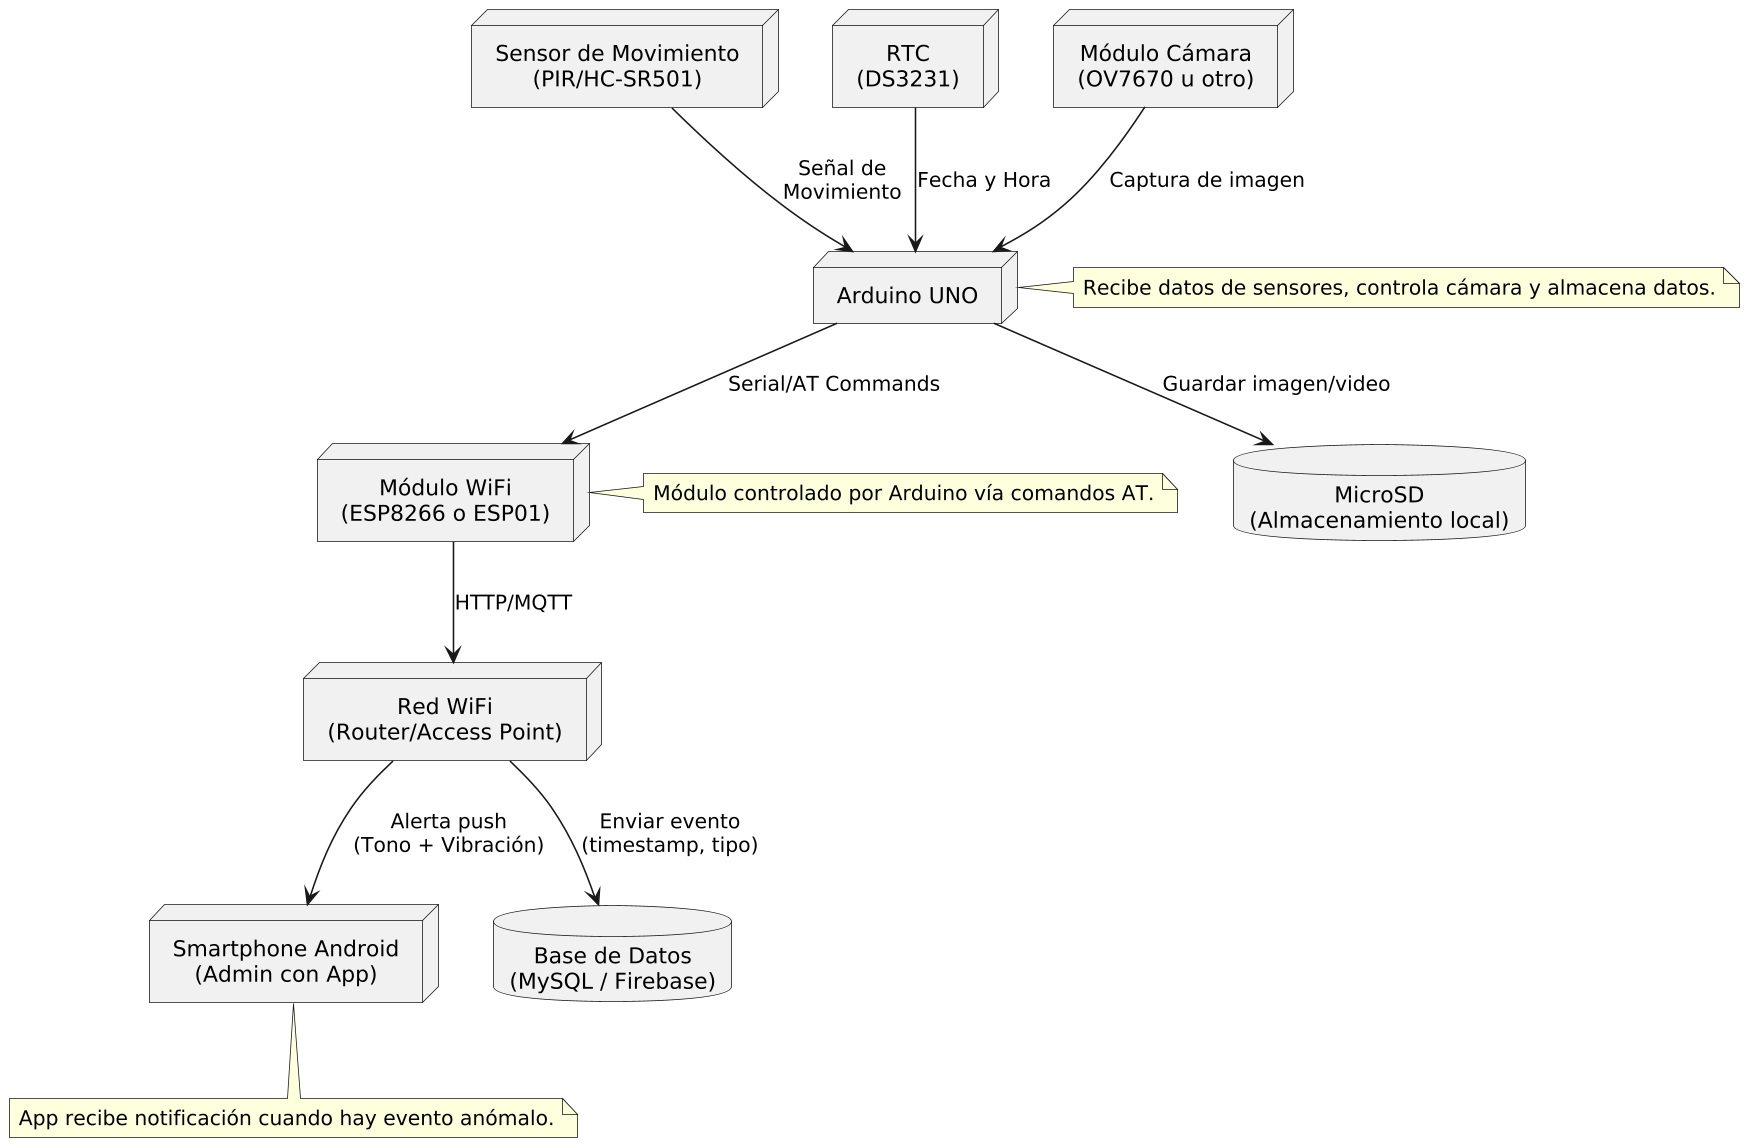 Sensor de Movimiento
(PIR/HC-SR501)
RTC
(DS3231)
Módulo Cámara
(OV7670 u otro)
Señal de
Movimiento
Fecha y Hora
Captura de imagen
Arduino UNO
Recibe datos de sensores, controla cámara y almacena datos.
Serial/AT Commands
Guardar imagen/video
Módulo WiFi
(ESP8266 o ESP01)
Módulo controlado por Arduino vía comandos AT.
MicroSD
(Almacenamiento local)
HTTP/MQTT
Red WiFi
(Router/Access Point)
Alerta push
(Tono + Vibración)
Enviar evento
(timestamp, tipo)
Smartphone Android
(Admin con App)
Base de Datos
(MySQL / Firebase)
App recibe notificación cuando hay evento anómalo.